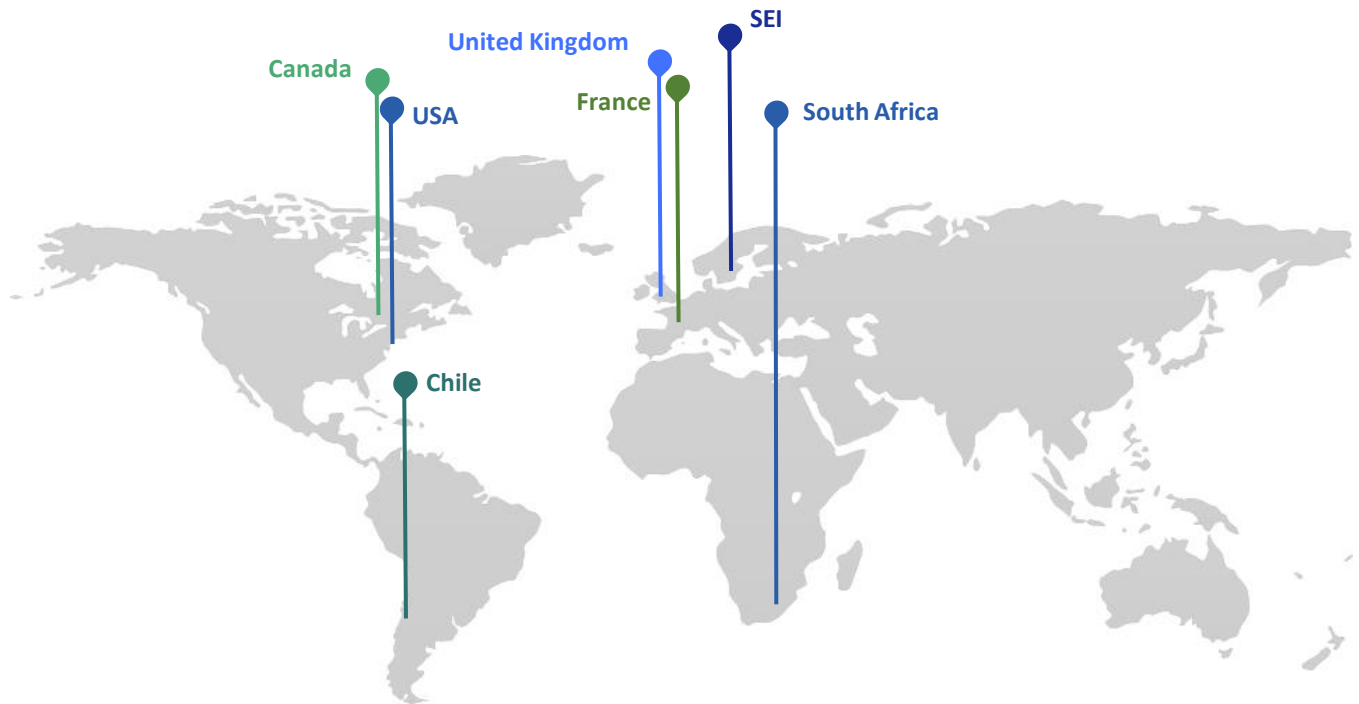 SEI
United Kingdom
Canada
France
USA
South Africa
Chile